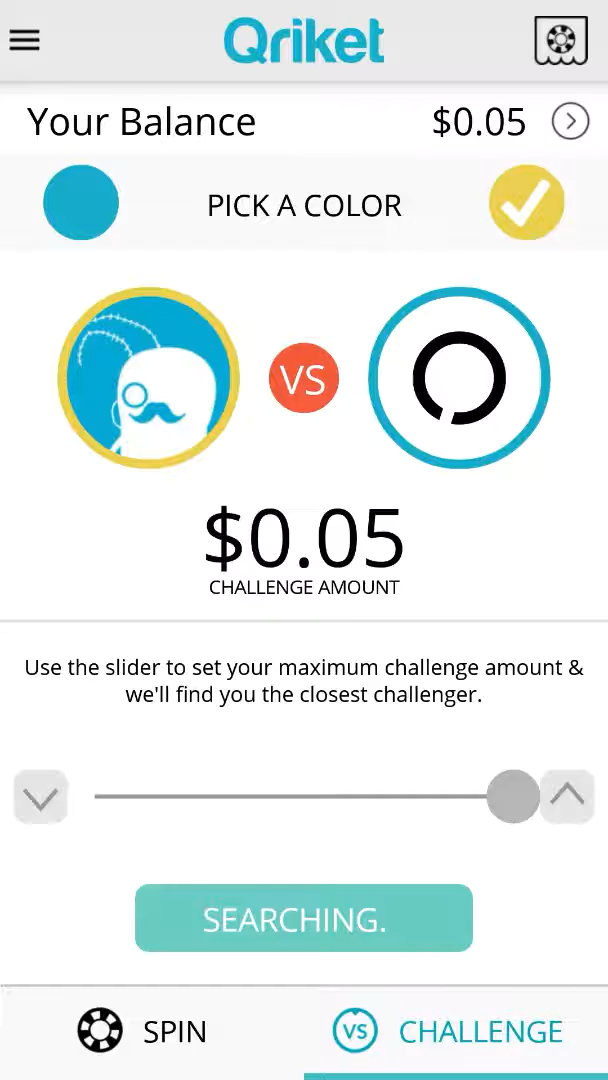 Qriket
Your Balance $0.05
PICK A COLOR
VS
$0.05
CHALLENGE AMOUNT
Use the slider to set your maximum challenge amount &
we'll find you the closest challenger.
SEARCHING.
SPIN VS CHALLENGE